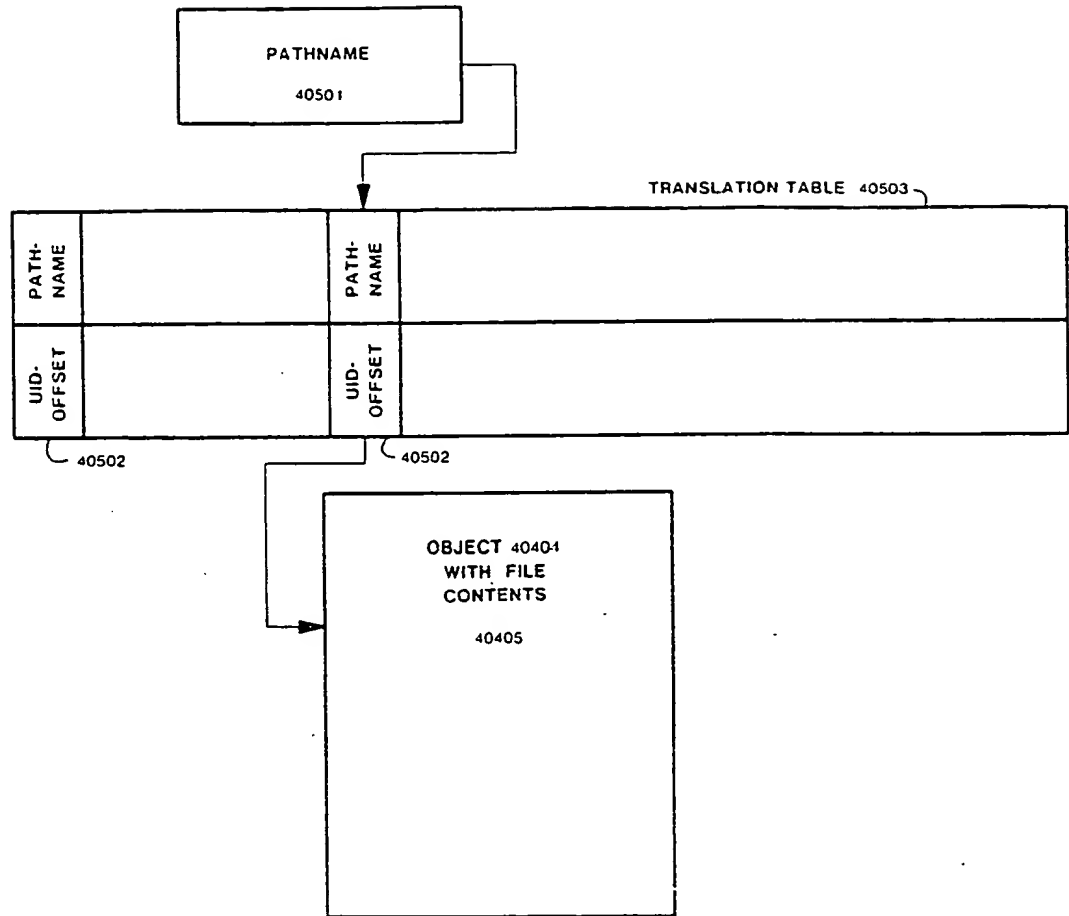 PATHNAME
40501
TRANSLATION TABLE 40503
PATH-
NAME
PATH-
NAME
UID-
OFFSET
UID-
OFFSET
40502
40502
OBJECT 40401
WITH FILE
CONTENTS
40405